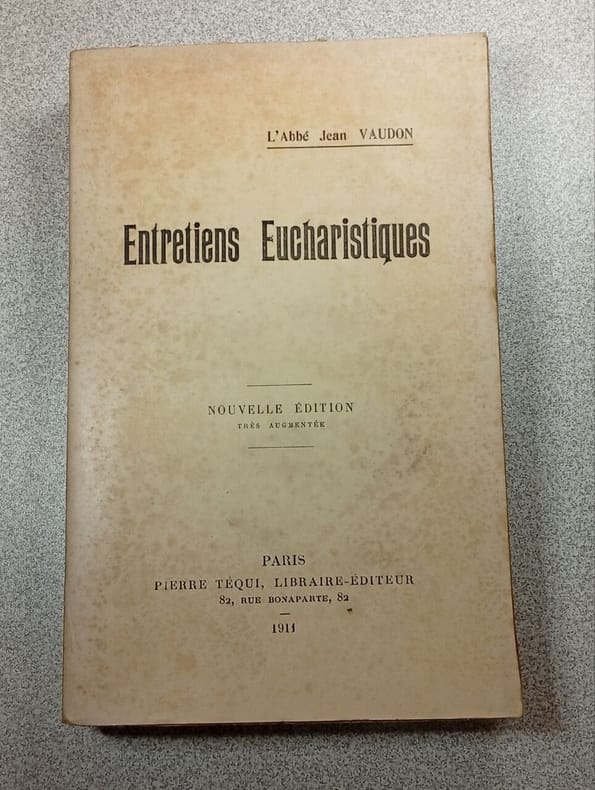 L'Abbé Jean VAUDON
Entretiens Eucharistiques
NOUVELLE ÉDITION
TRÈS AUGMENTÉE
PARIS
PIERRE TÉQUI, LIBRAIRE-ÉDITEUR
82, RUE BONAPARTE, 82
1911